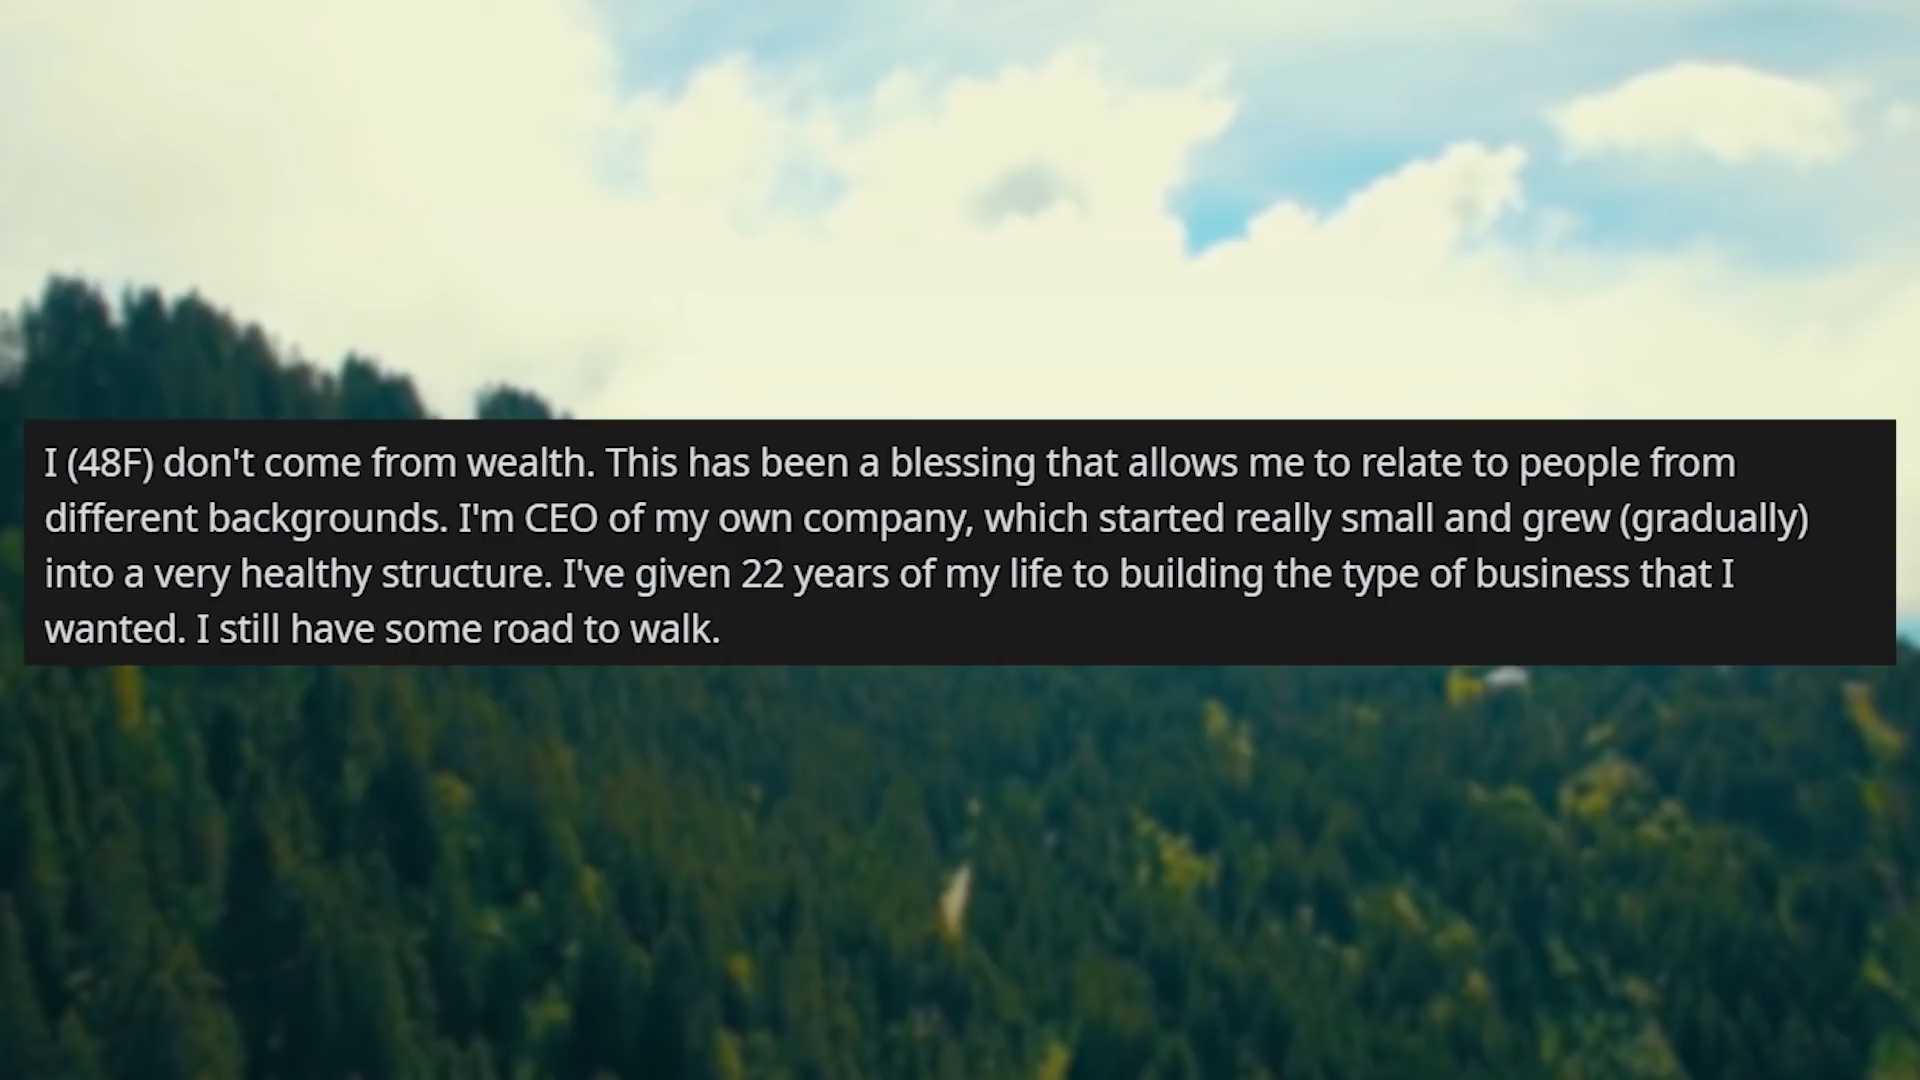 I (48F) don't come from wealth. This has been a blessing that allows me to relate to people from
different backgrounds. I'm CEO of my own company, which started really small and grew (gradually)
into a very healthy structure. I've given 22 years of my life to building the type of business that I
wanted. I still have some road to walk.